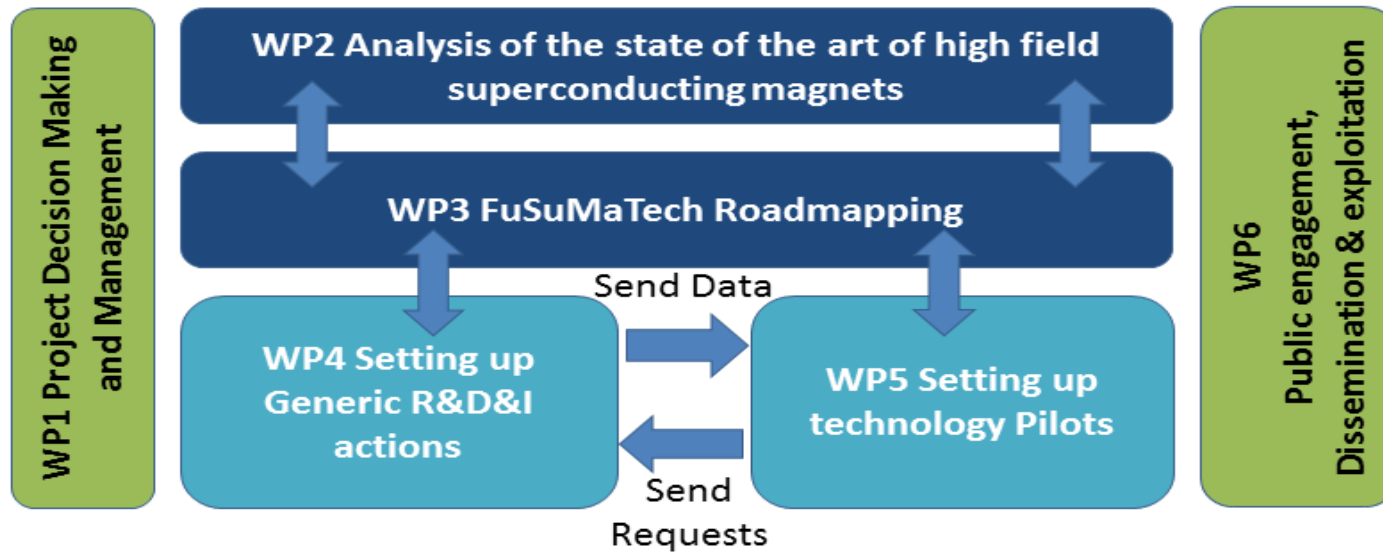 WP1 Project Decision Making
and Management
WP2 Analysis of the state of the art of high field
superconducting magnets
WP3 FuSuMaTech Roadmapping
Send Data
WP4 Setting up
Generic R&D&I
actions
WP5 Setting up
technology Pilots
Send
Requests
WP6
Public engagement,
Dissemination & exploitation